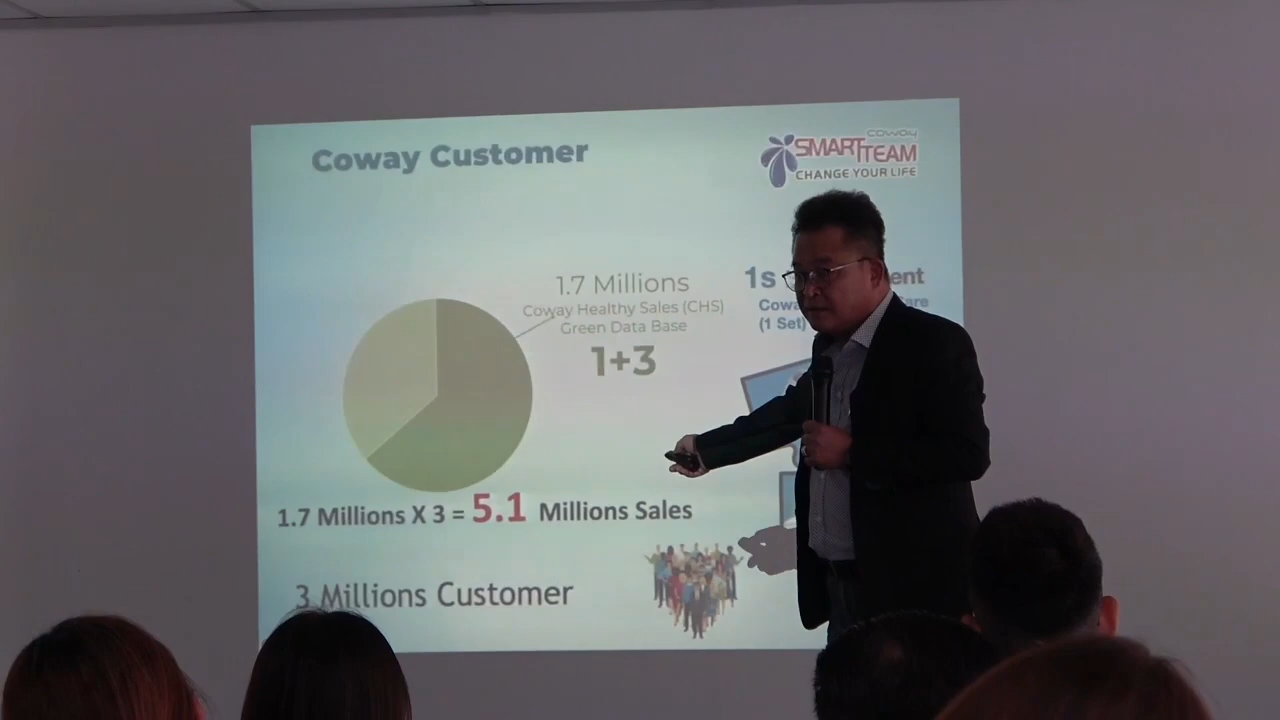 Coway Customer
coway
SMART TEAM
CHANGE YOUR LIFE
1.7 Millions
Coway Healthy Sales (CHS)
Green Data Base
1+3
(1 Set)
1.7 Millions X 3 = 5.1 Millions Sales
3 Millions Customer